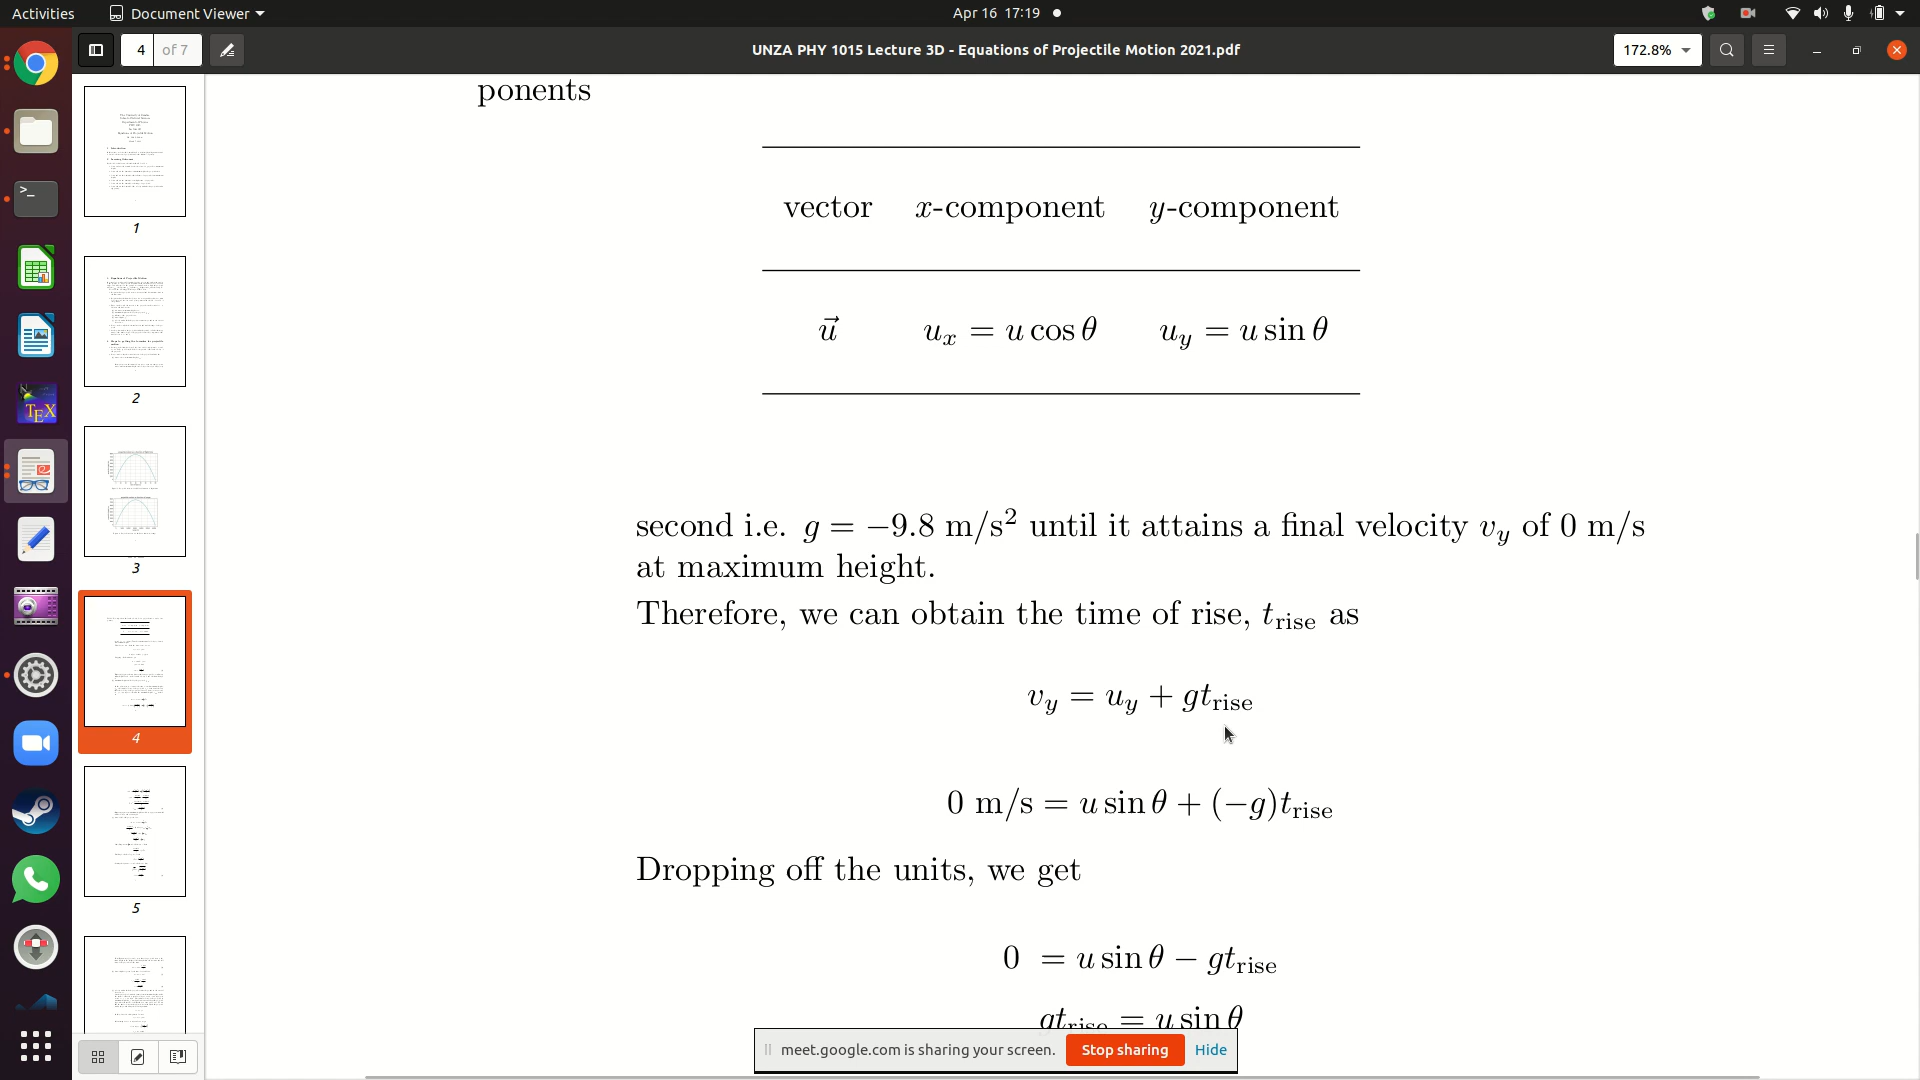 Activities
Document Viewer
Apr 16 17:19
4 of 7
UNZA PHY 1015 Lecture 3D - Equations of Projectile Motion 2021.pdf
172.8%
ponents
vector x-component y-component
u⃗ uₓ = u cos θ u_y = u sin θ
second i.e. g = −9.8 m/s² until it attains a final velocity v_y of 0 m/s
at maximum height.
Therefore, we can obtain the time of rise, t_rise as
v_y = u_y + gt_rise
0 m/s = u sin θ + (−g)t_rise
Dropping off the units, we get
0 = u sin θ − gt_rise
gt_rise = u sin θ
1
2
3
4
5
>_
TEX
meet.google.com is sharing your screen.
Stop sharing
Hide